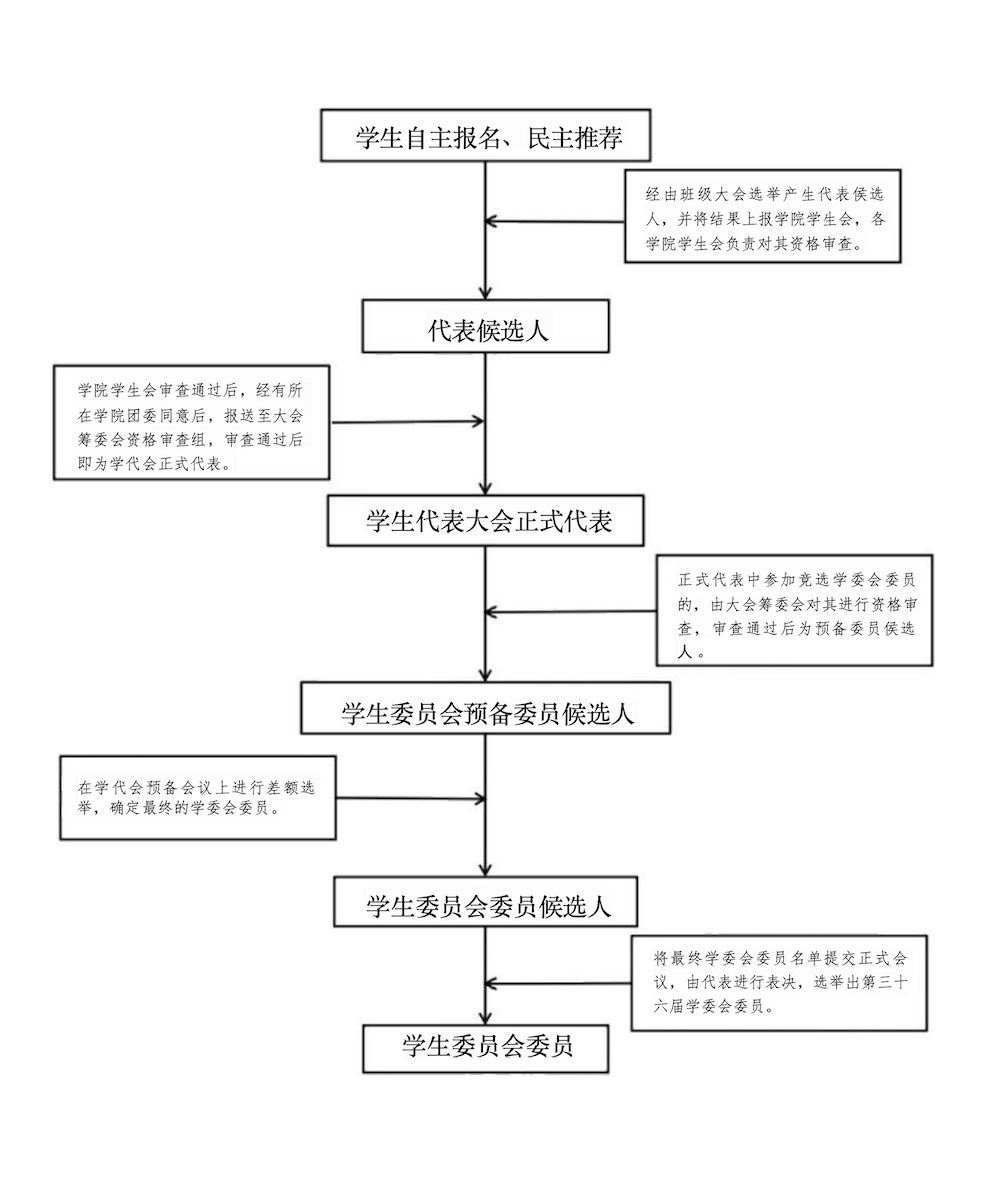 学生自主报名、民主推荐
经由班级大会选举产生代表侯选
人，并将结果上报学院学生会，各
学院学生会负责对其资格审查。
代表候选人
学院学生会审查通过后，经有所
在学院团委同意后，报送至大会
筹委会资格审查组，审查通过后
即为学代会正式代表。
学生代表大会正式代表
正式代表中参加竞选学委会委员
的，由大会筹委会对其进行资格审
查，审查通过后为预备委员侯选
人。
学生委员会预备委员候选人
在学代会预备会议上进行差额选
举，确定最终的学委会委员。
学生委员会委员候选人
将最终学委会委员名单提交正式会
议，由代表进行表决，选举出第三十
六届学委会委员。
学生委员会委员